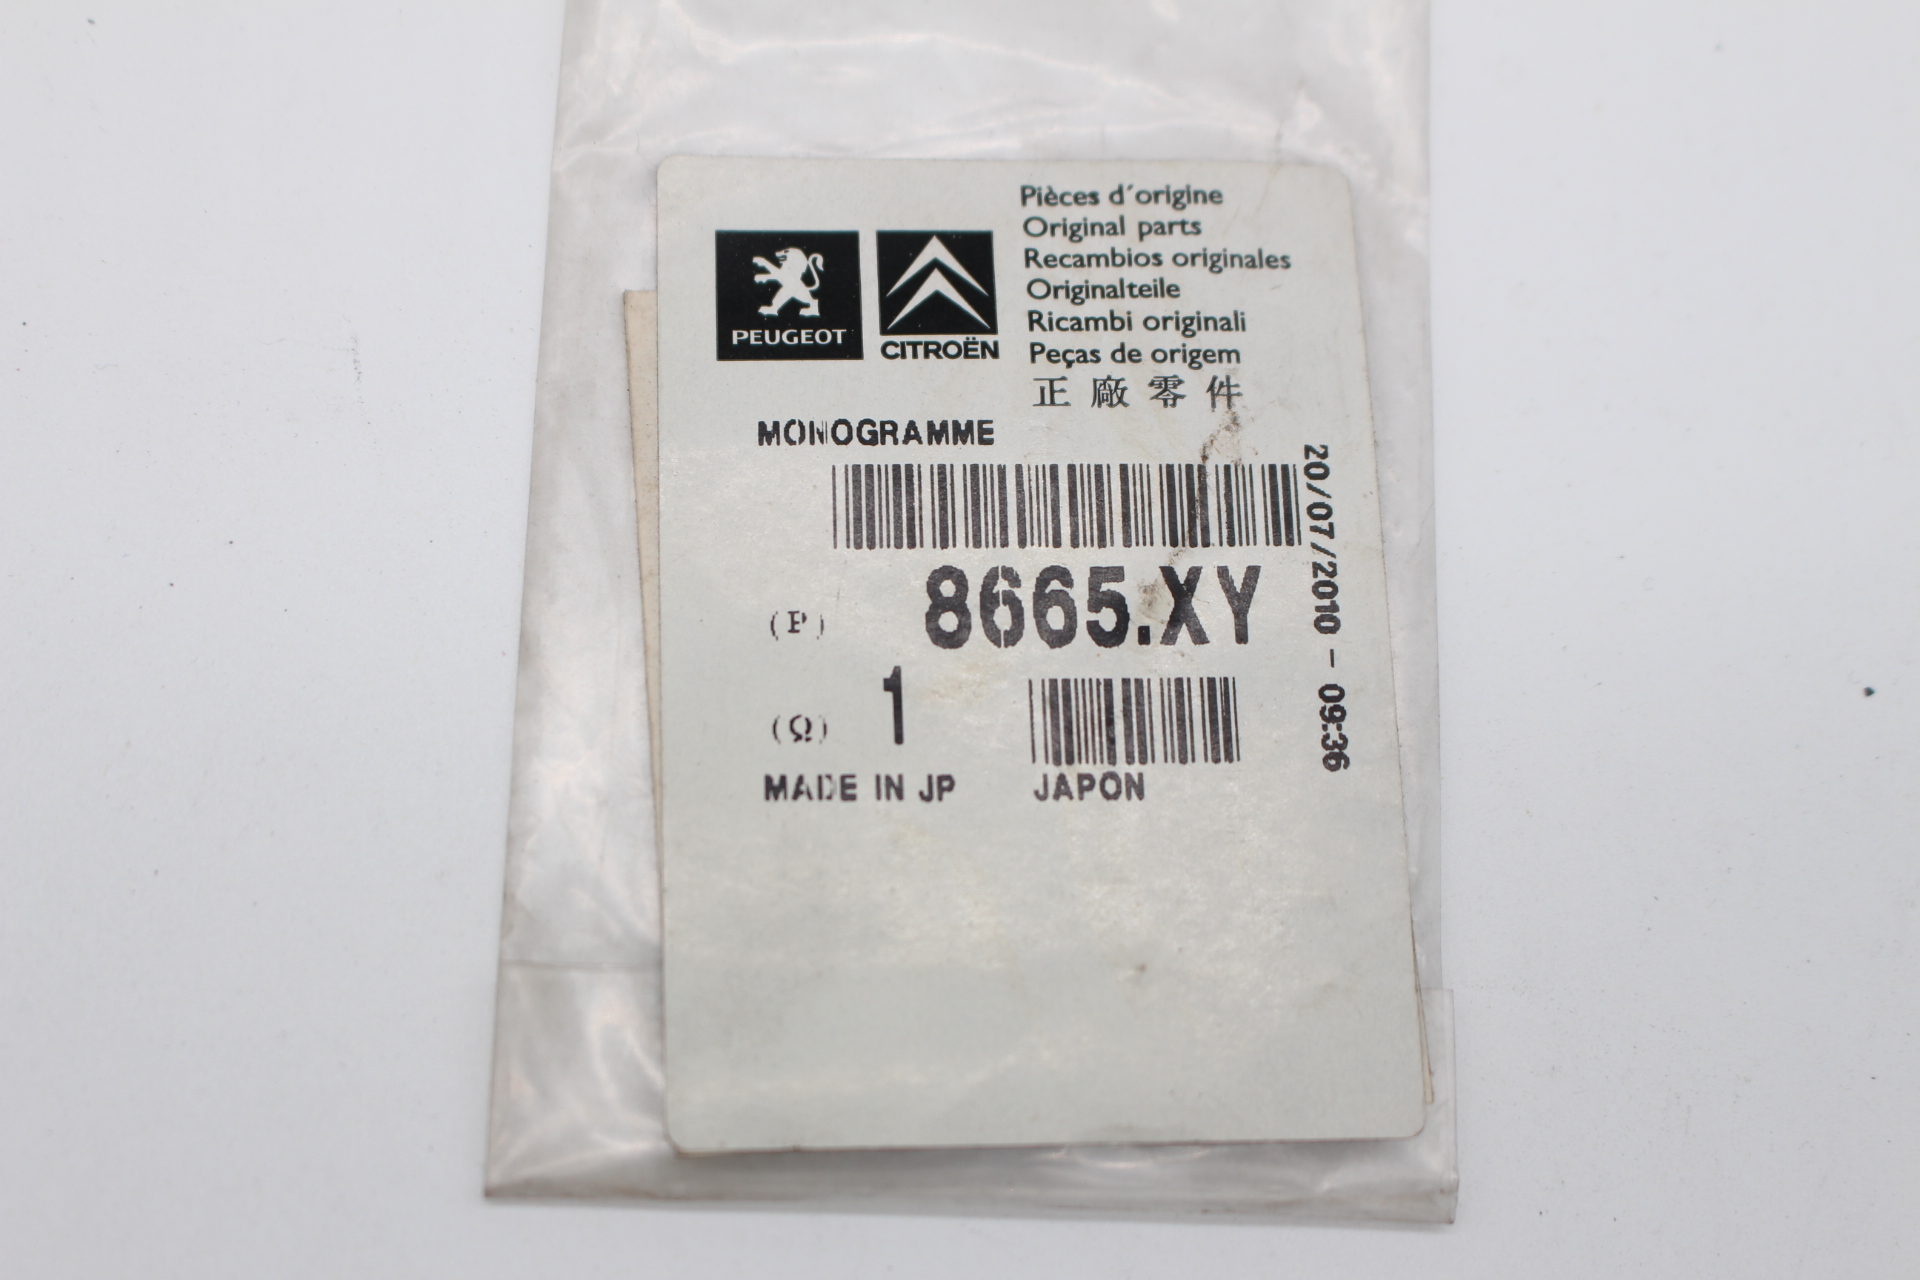 PEUGEOT
CITROËN
Pièces d'origine
Original parts
Recambios originales
Originalteile
Ricambi originali
Peças de origem
正廠零件
MONOGRAMME
(P) 8665.XY
(Q) 1
MADE IN JP JAPON
20/07/2010 - 09:36